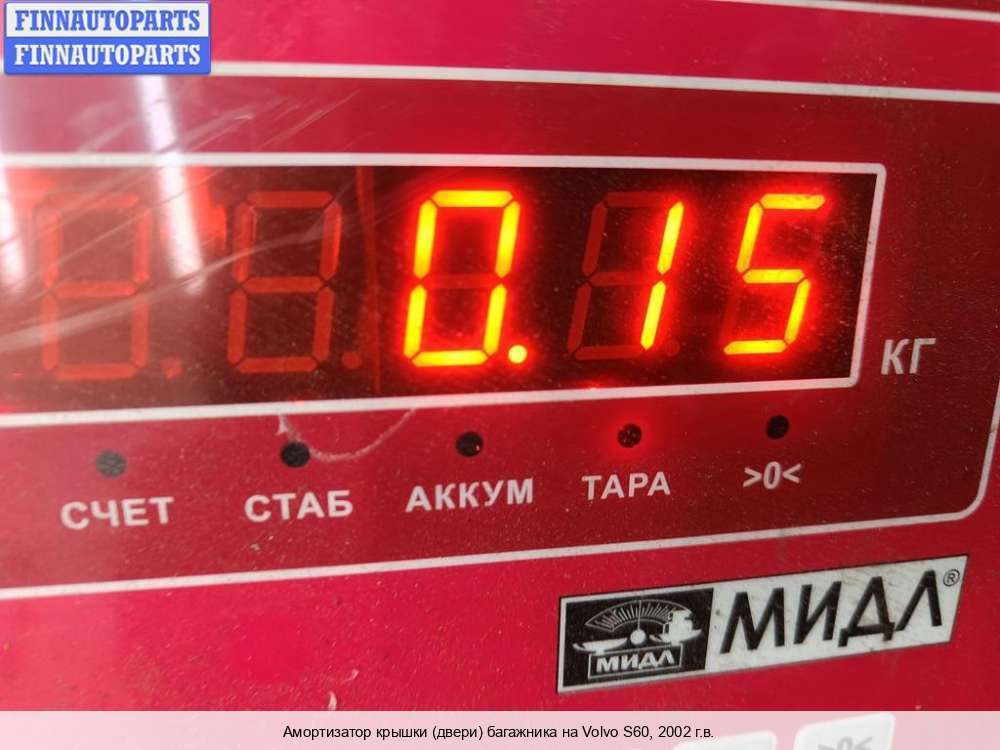 FINNAUTOPARTS
FINNAUTOPARTS
0.15
КГ
СЧЕТ СТАБ АККУМ ТАРА >0<
МИДЛ МИДЛ®
>0<
Амортизатор крышки (двери) багажника на Volvo S60, 2002 г.в.